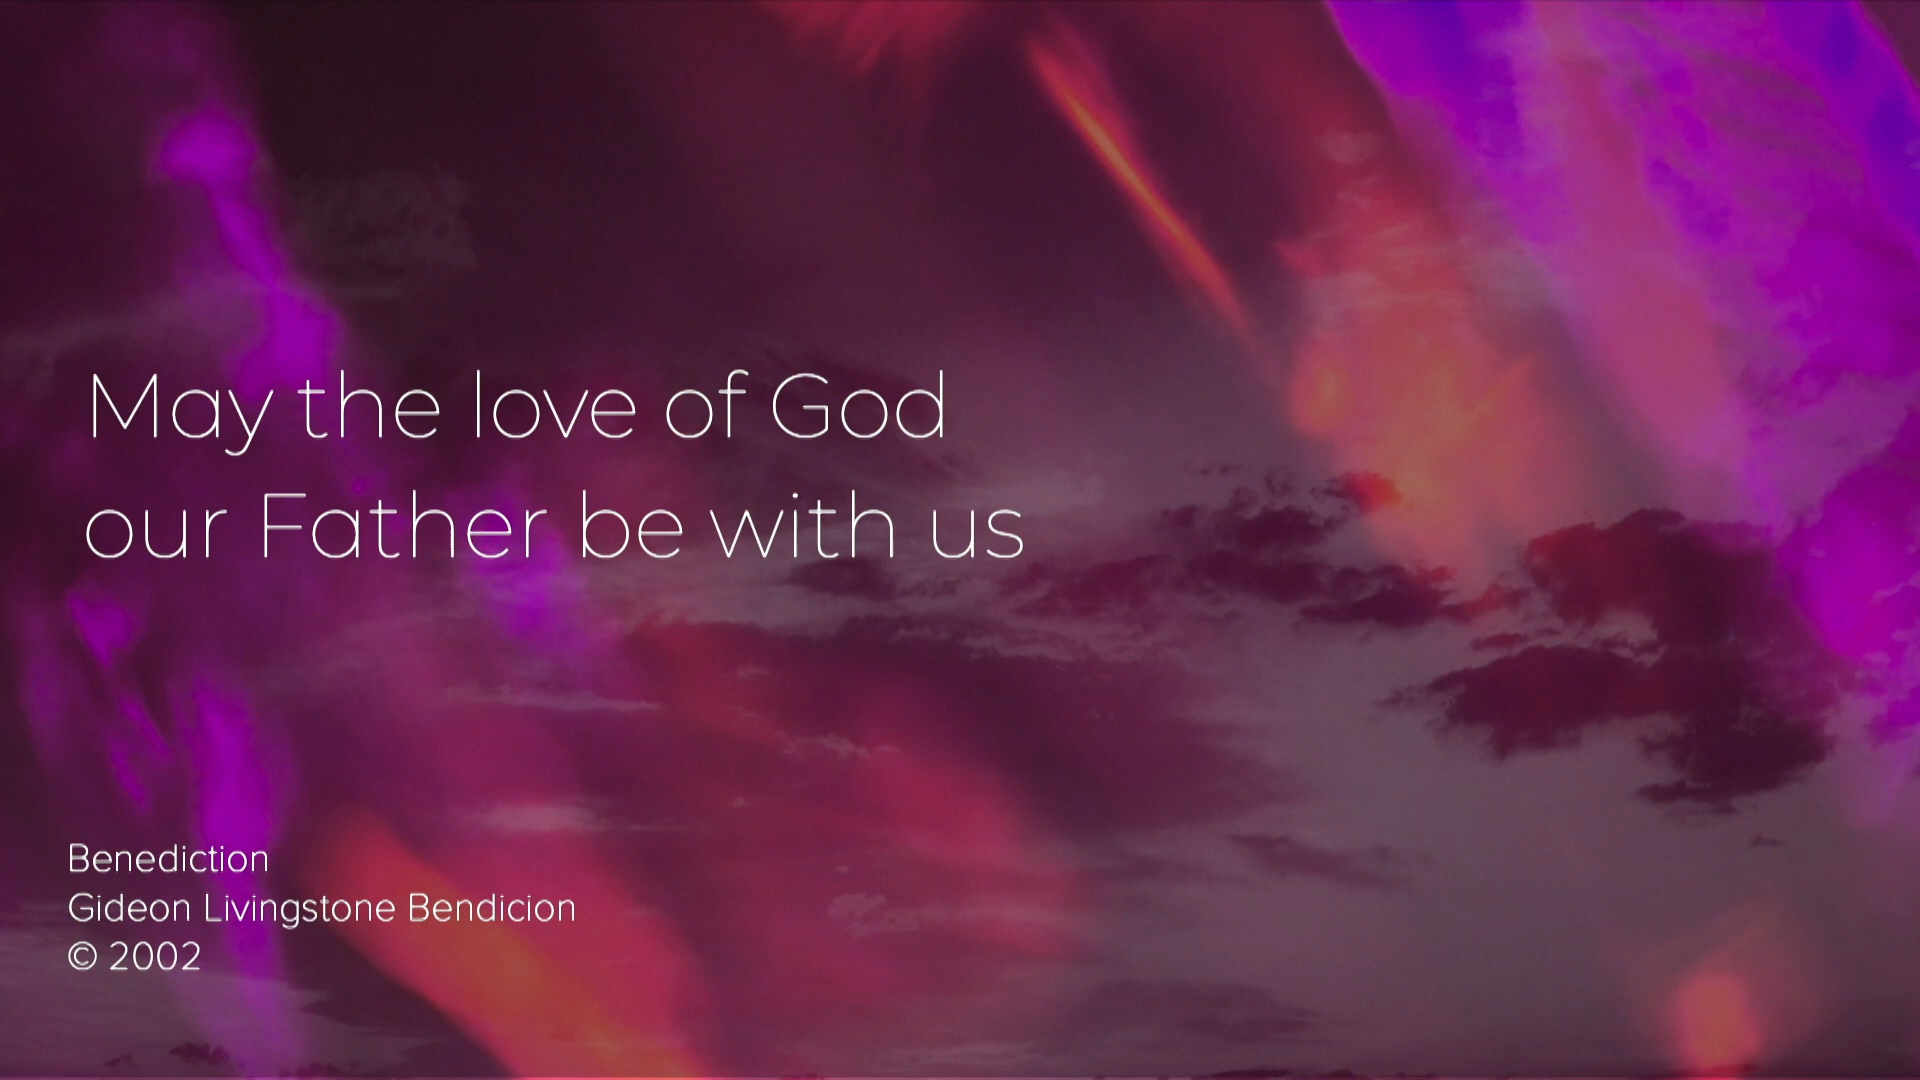 May the love of God
our Father be with us
Benediction
Gideon Livingstone Bendicion
© 2002